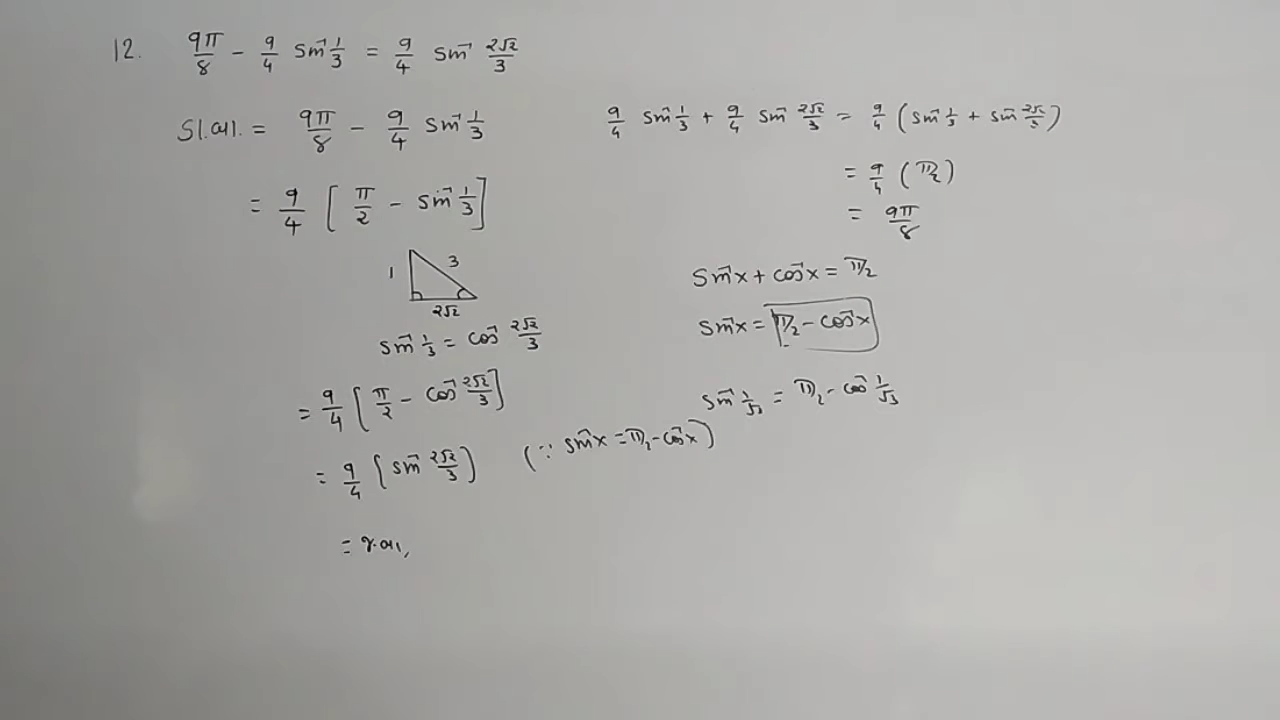 12. 9π/8 − 9/4 sin⁻¹ 1/3 = 9/4 sin⁻¹ 2√2/3
= 9π/8 − 9/4 sin⁻¹ 1/3
= 9/4 [π/2 − sin⁻¹ 1/3]
1 3
2√2
sin⁻¹ 1/3 = cos⁻¹ 2√2/3
= 9/4 [π/2 − cos⁻¹ 2√2/3]
= 9/4 (sin⁻¹ 2√2/3) (∵ sin⁻¹x = π/2 − cos⁻¹x)
9/4 sin⁻¹ 1/3 + 9/4 sin⁻¹ 2√2/3 = 9/4 (sin⁻¹ 1/3 + sin⁻¹ 2√2/3)
= 9/4 (π/2)
= 9π/8
sin⁻¹x + cos⁻¹x = π/2
sin⁻¹x = π/2 − cos⁻¹x
sin⁻¹ 1/√3 = π/2 − cos⁻¹ 1/√3